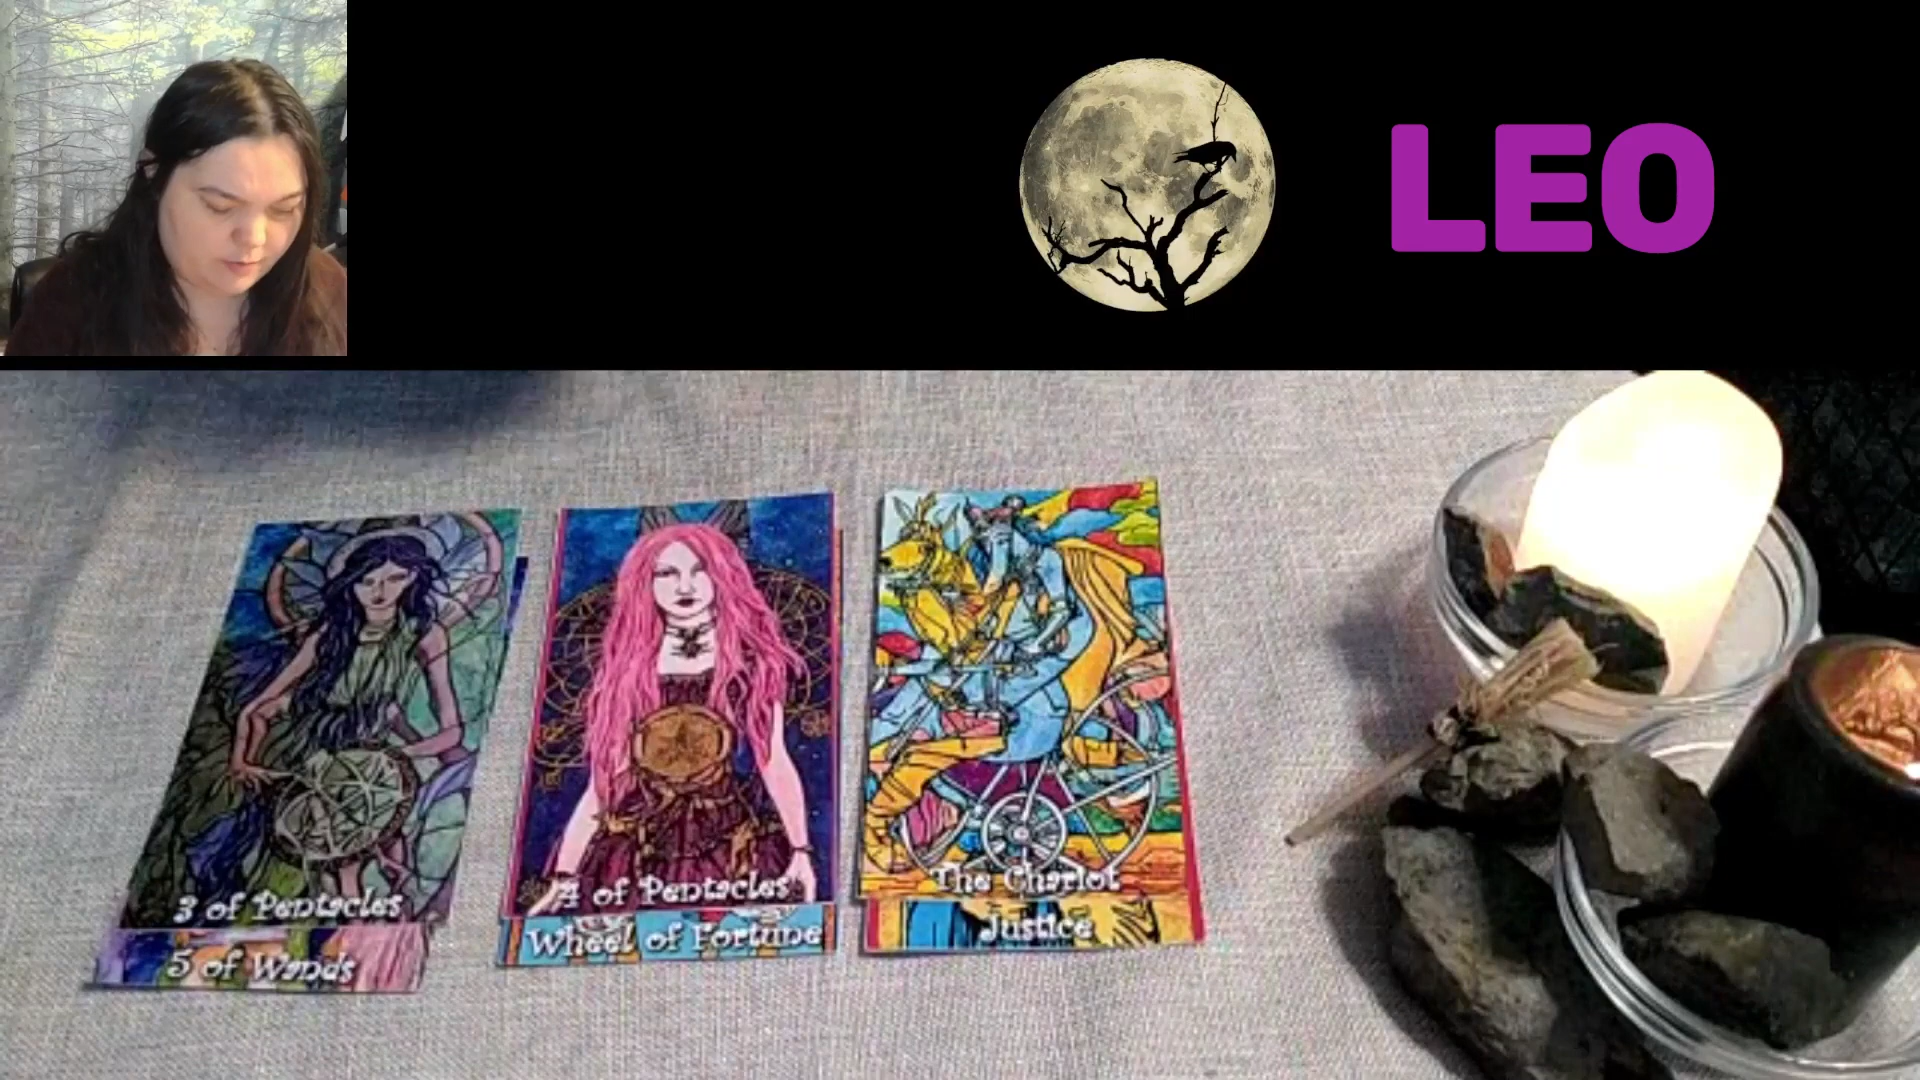 LEO
3 of Pentacles
5 of Wands
4 of Pentacles
Wheel of Fortune
The Chariot
Justice